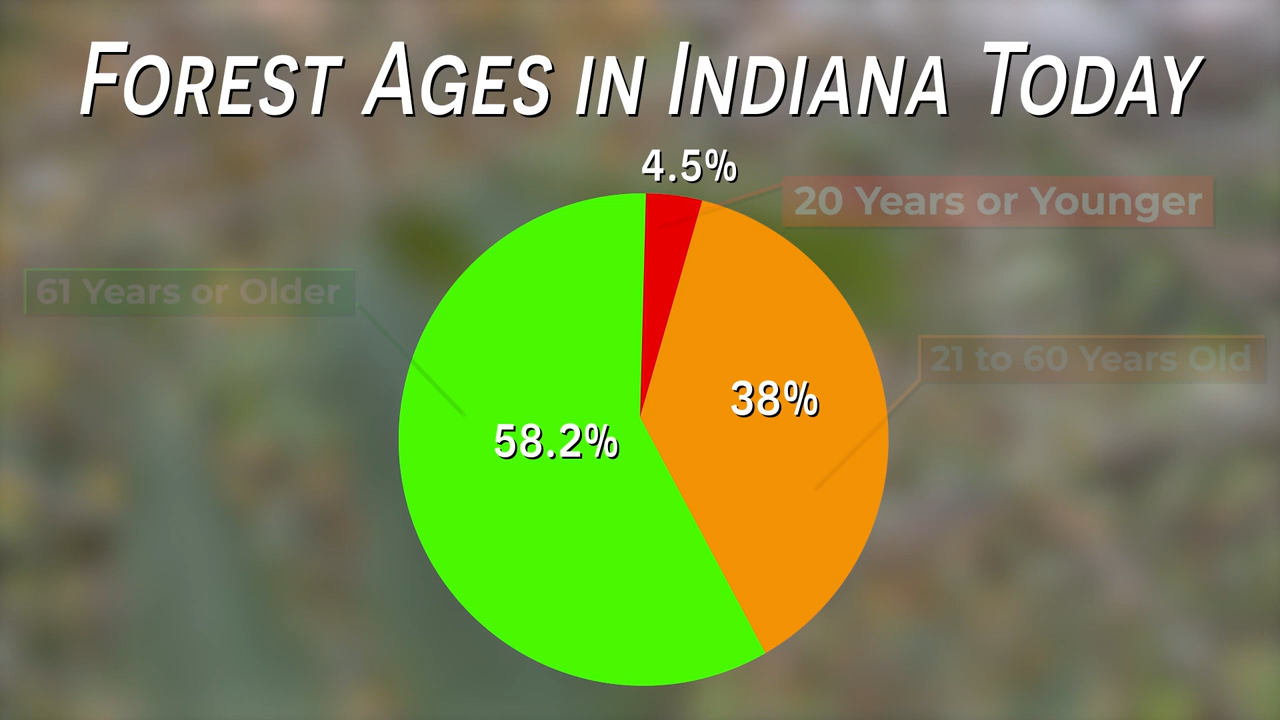 Forest Ages in Indiana Today
4.5%
20 Years or Younger
61 Years or Older
21 to 60 Years Old
38%
58.2%